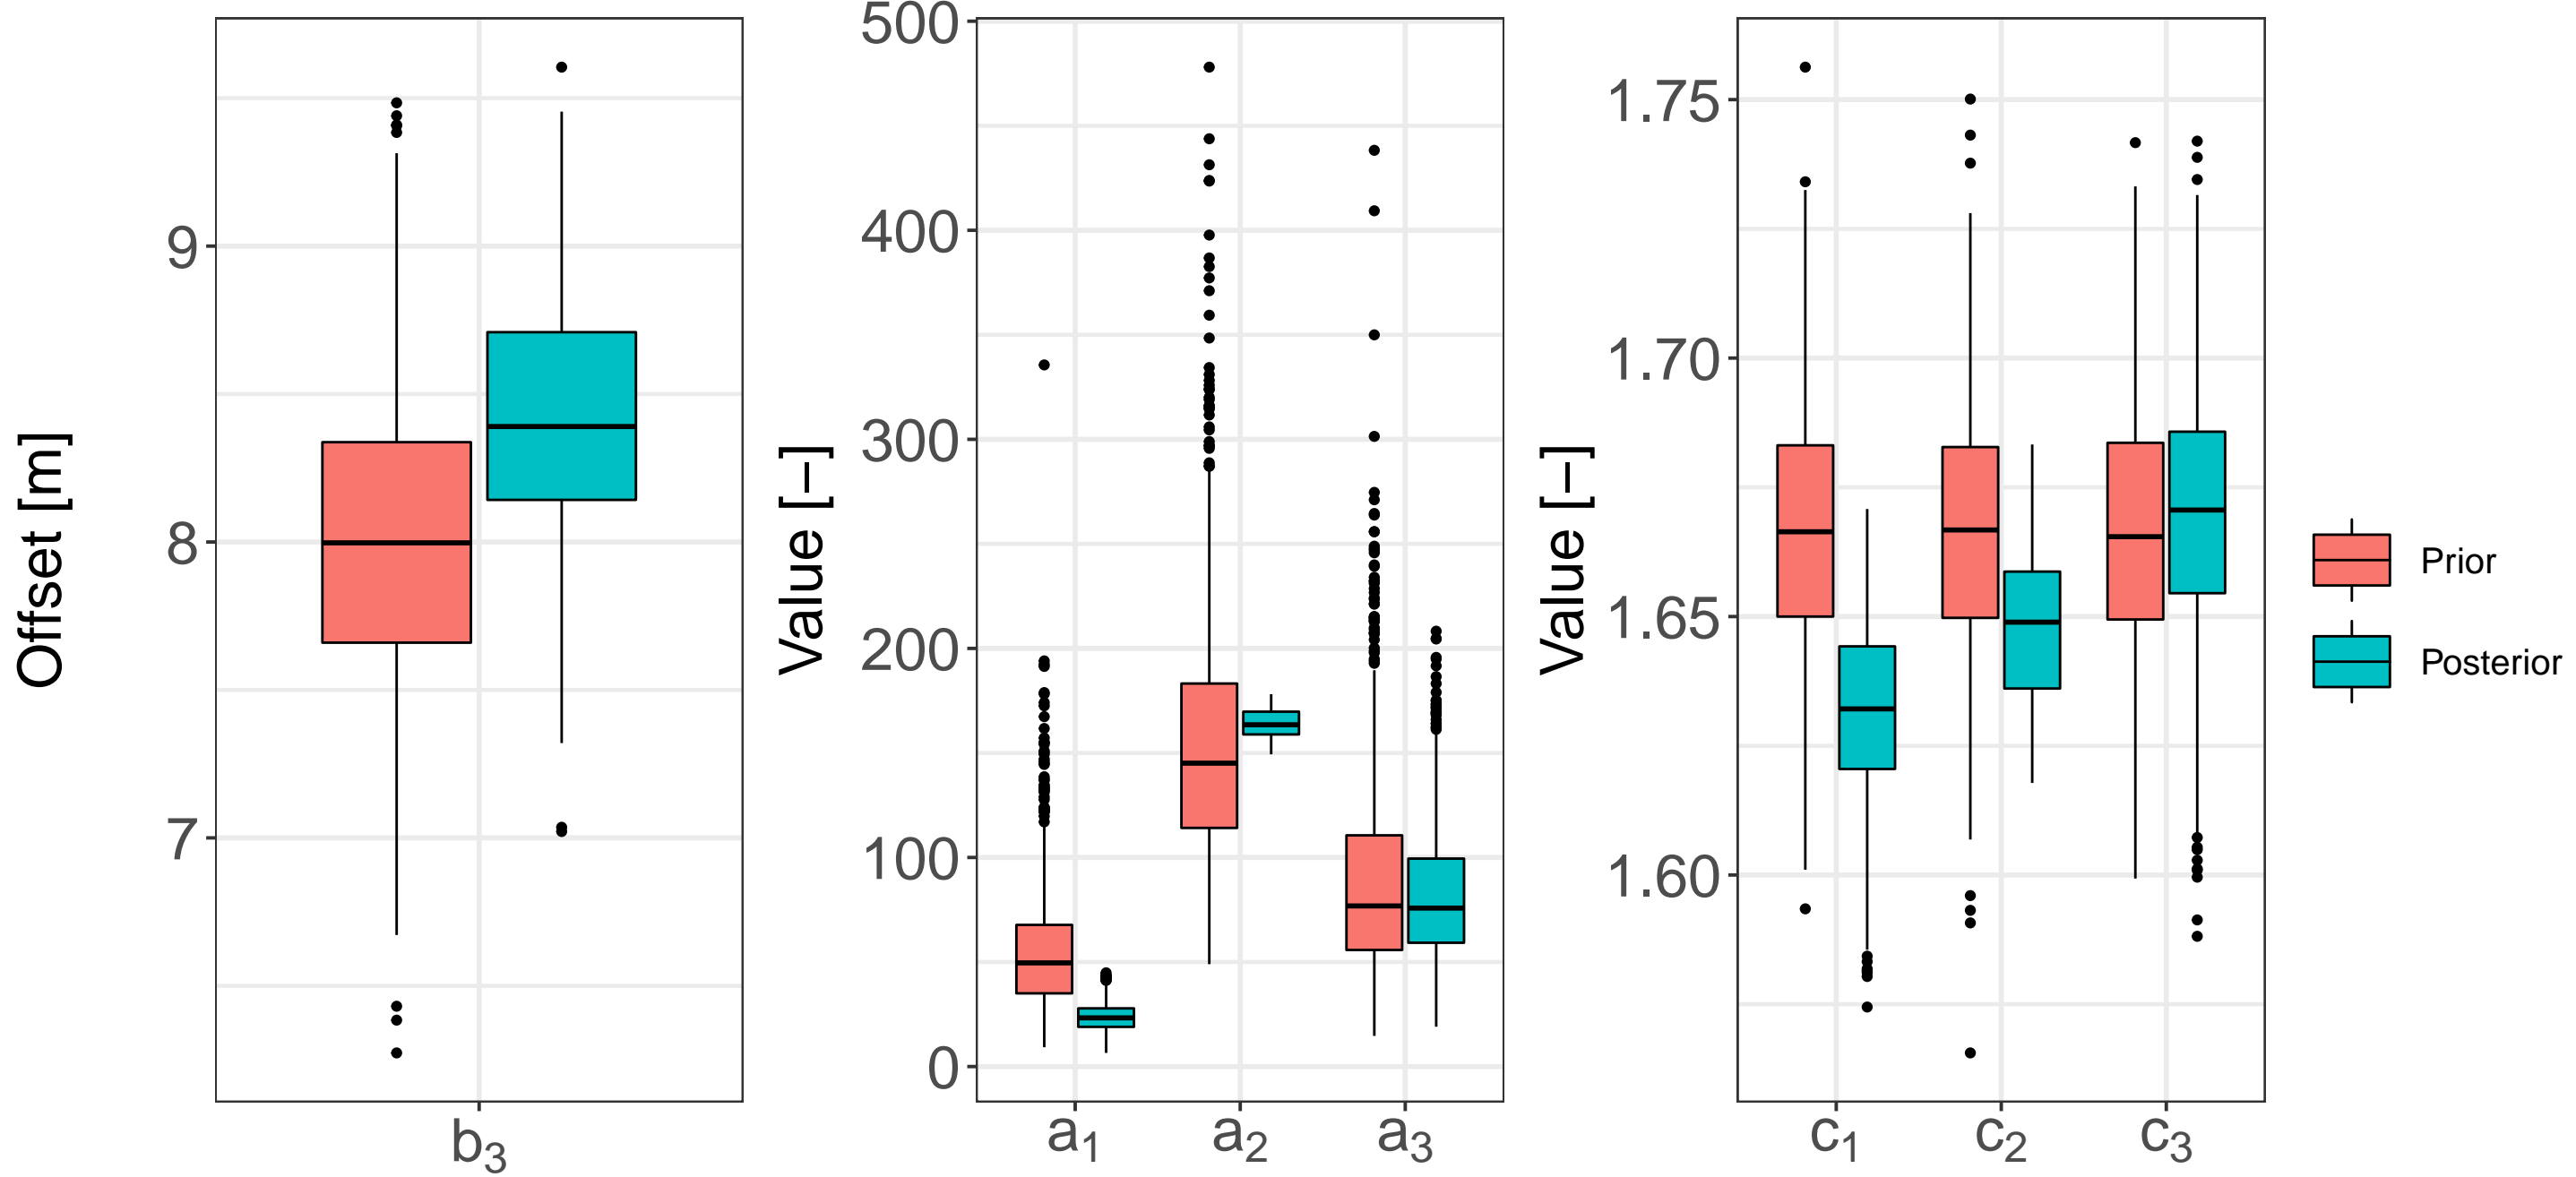 Offset [m]
9
8
7
b₃
Value [–]
500
400
300
200
100
0
a₁ a₂ a₃
Value [–]
1.75
1.70
1.65
1.60
c₁ c₂ c₃
Prior
Posterior